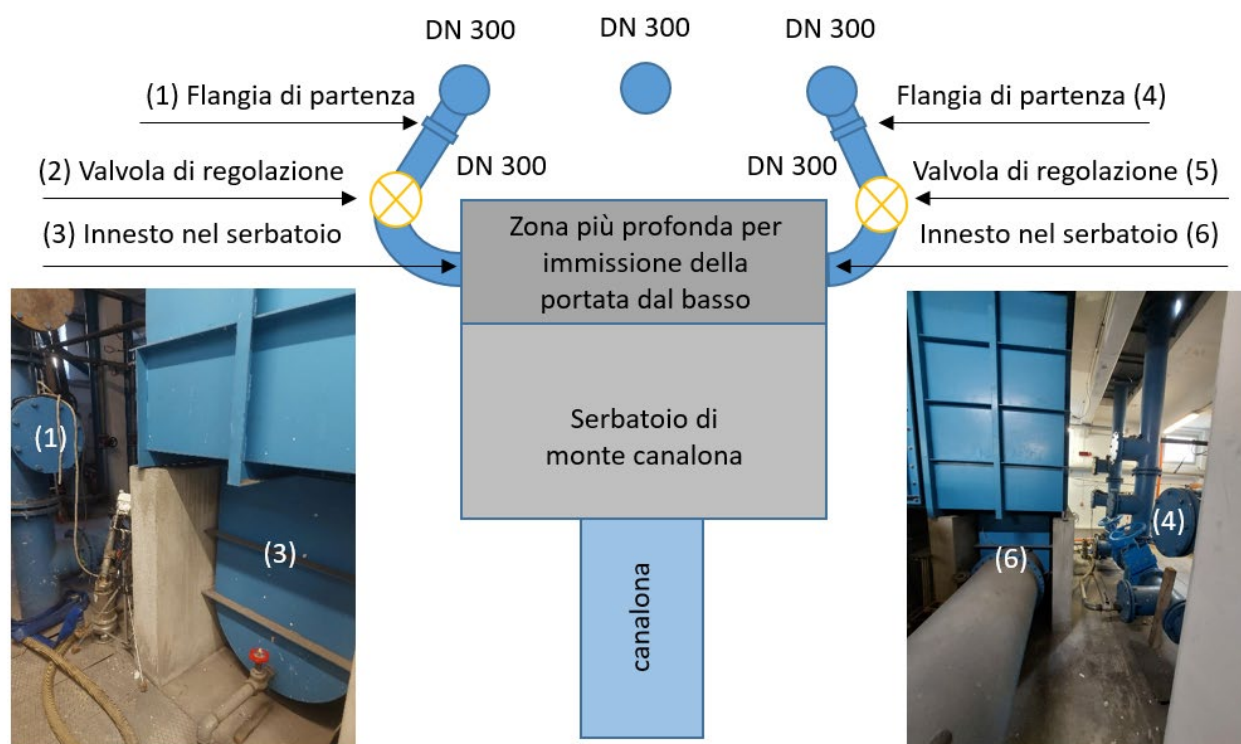 DN 300
DN 300
DN 300
(1) Flangia di partenza
Flangia di partenza (4)
DN 300
DN 300
(2) Valvola di regolazione
Valvola di regolazione (5)
(3) Innesto nel serbatoio
Innesto nel serbatoio (6)
Zona più profonda per
immissione della
portata dal basso
Serbatoio di
monte canalona
canalona
(1)
(3)
(4)
(6)